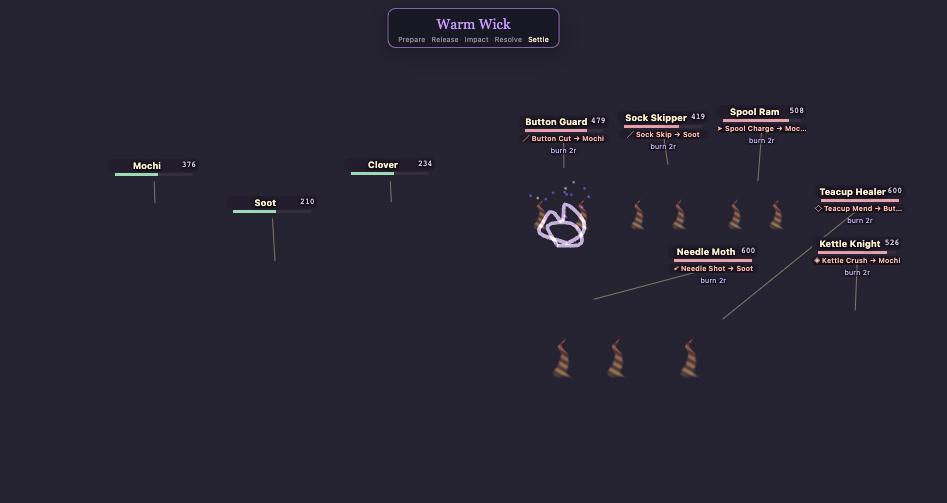 Warm Wick
Prepare Release Impact Resolve Settle
Mochi 376
Soot 210
Clover 234
Button Guard 479
Button Cut → Mochi
burn 2r
Sock Skipper 419
Sock Skip → Soot
burn 2r
Spool Ram 508
Spool Charge → Moc...
burn 2r
Teacup Healer 600
Teacup Mend → But...
burn 2r
Needle Moth 600
Needle Shot → Soot
burn 2r
Kettle Knight 526
Kettle Crush → Mochi
burn 2r